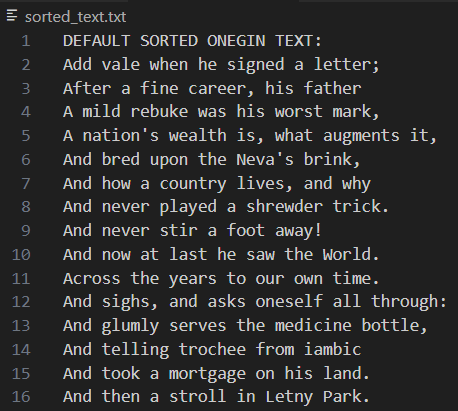 sorted_text.txt
1 DEFAULT SORTED ONEGIN TEXT:
2 Add vale when he signed a letter;
3 After a fine career, his father
4 A mild rebuke was his worst mark,
5 A nation's wealth is, what augments it,
6 And bred upon the Neva's brink,
7 And how a country lives, and why
8 And never played a shrewder trick.
9 And never stir a foot away!
10 And now at last he saw the World.
11 Across the years to our own time.
12 And sighs, and asks oneself all through:
13 And glumly serves the medicine bottle,
14 And telling trochee from iambic
15 And took a mortgage on his land.
16 And then a stroll in Letny Park.